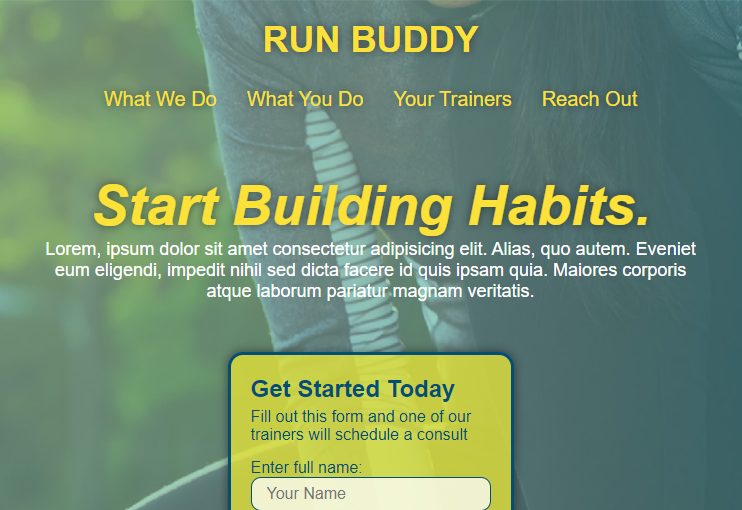 RUN BUDDY
What We Do What You Do Your Trainers Reach Out
Start Building Habits.
Lorem, ipsum dolor sit amet consectetur adipisicing elit. Alias, quo autem. Eveniet
eum eligendi, impedit nihil sed dicta facere id quis ipsam quia. Maiores corporis
atque laborum pariatur magnam veritatis.
Get Started Today
Fill out this form and one of our
trainers will schedule a consult
Enter full name:
Your Name